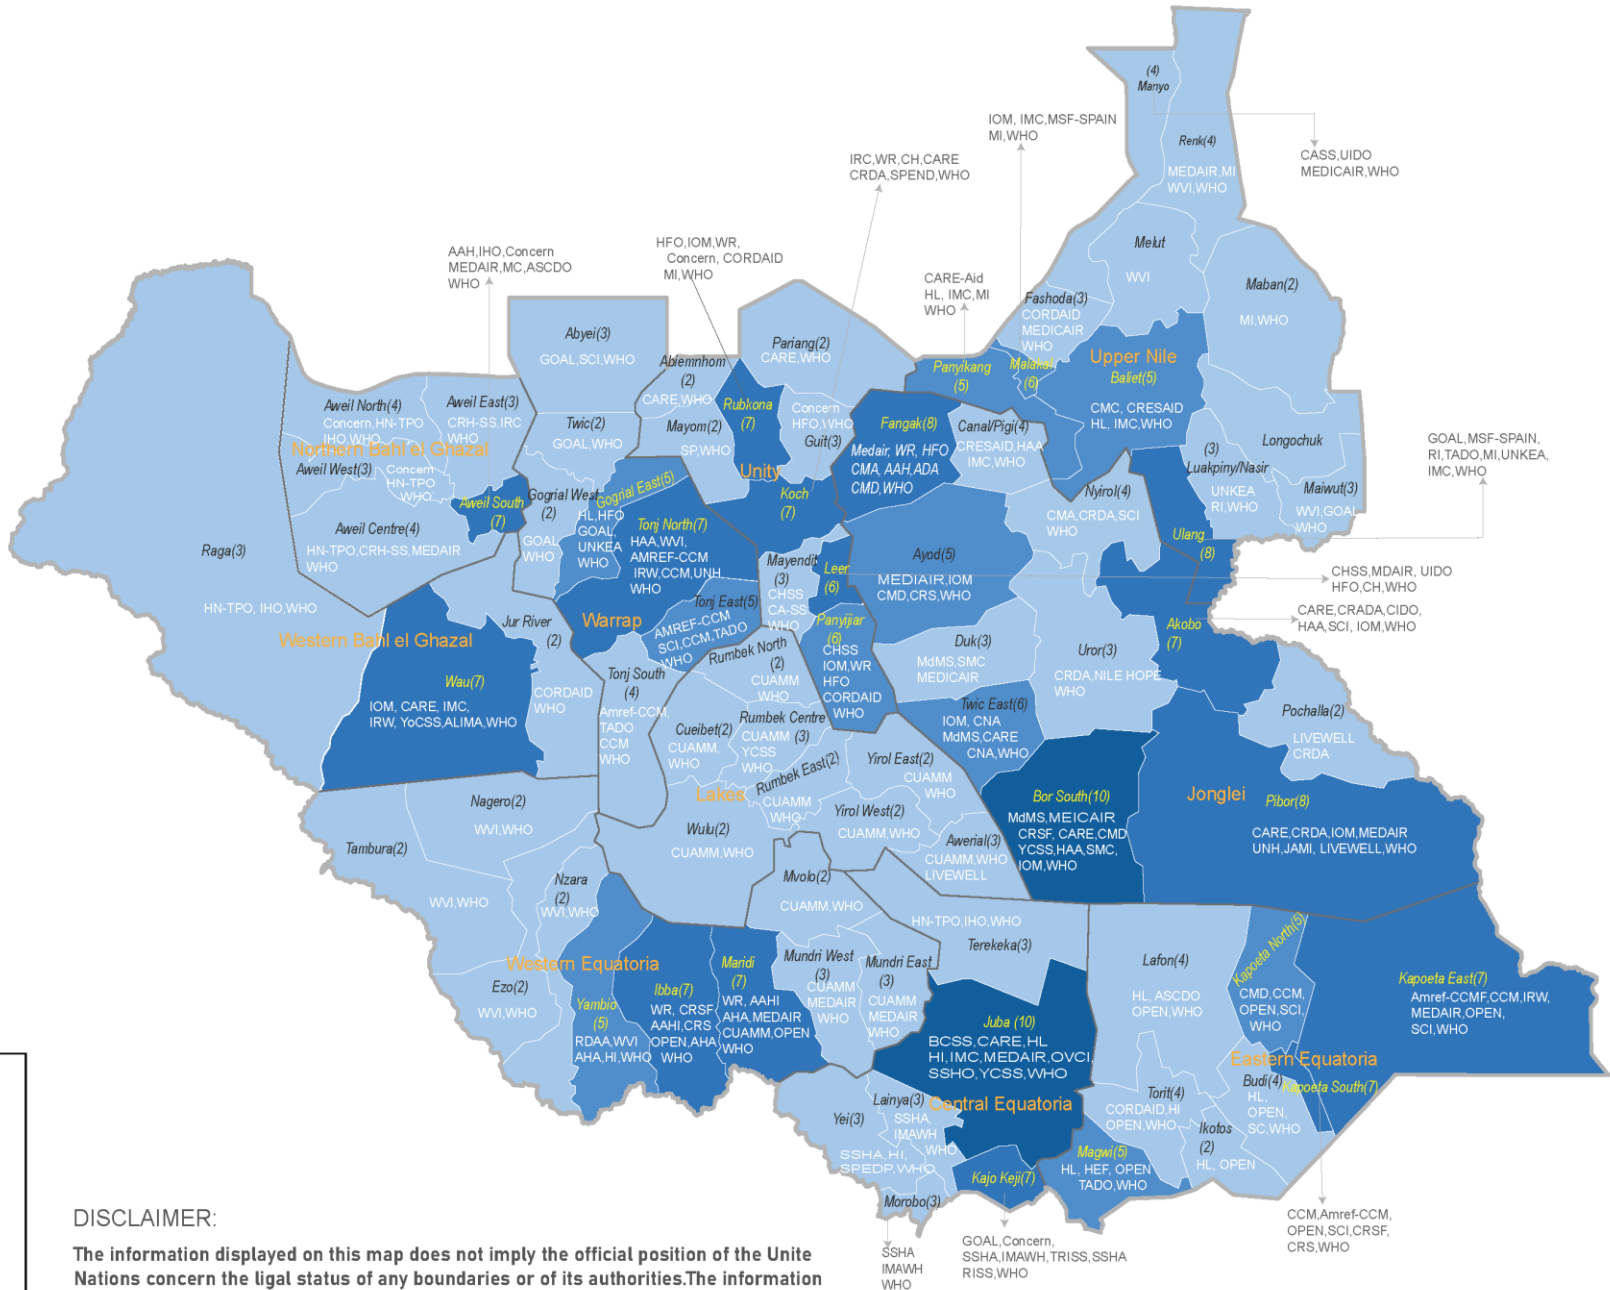 (4)
Manyo
CASS,UIDO
MEDICAIR,WHO
Renk(4)
MEDAIR,MI
WVI,WHO
IOM, IMC,MSF-SPAIN
MI,WHO
IRC,WR,CH,CARE
CRDA,SPEND,WHO
AAH,IHO,Concern
MEDAIR,MC,ASCDO
WHO
HFO,IOM,WR,
Concern, CORDAID
MI,WHO
CARE-Aid
HL, IMC,MI
WHO
Melut
WVI
Maban(2)
MI,WHO
Fashoda(3)
CORDAID
MEDICAIR
WHO
Abyei(3)
GOAL,SCI,WHO
Abiemnhom
(2)
CARE,WHO
Pariang(2)
CARE,WHO
Panyikang
(5)
Malakal
(6)
Upper Nile
Baliet(5)
CMC, CRESAID
HL, IMC,WHO
Aweil North(4)
Concern,HN-TPO
IHO,WHO
Aweil East(3)
CRH-SS,IRC
WHO
Northern Bahl el Ghazal
Aweil West(3)
Concern
HN-TPO
WHO
Aweil South
(7)
Aweil Centre(4)
HN-TPO,CRH-SS,MEDAIR
WHO
Twic(2)
GOAL,WHO
Mayom(2)
SP,WHO
Rubkona
(7)
Concern
HFO,WHO
Guit(3)
Unity
Koch
(7)
Fangak(8)
Medair, WR, HFO
CMA, AAH,ADA
CMD,WHO
Canal/Pigi(4)
CRESAID,HAA
IMC,WHO
(3)
Luakpiny/Nasir
UNKEA
RI,WHO
Longochuk
Maiwut(3)
WVI,GOAL
WHO
GOAL,MSF-SPAIN,
RI,TADO,MI,UNKEA,
IMC,WHO
Gogrial West
(2)
GOAL
WHO
Gogrial East(5)
HL,HFO
GOAL,
UNKEA
WHO
Tonj North(7)
HAA,WVI,
AMREF-CCM
IRW,CCM,UNH
WHO
Nyirol(4)
CMA,CRDA,SCI
WHO
Ulang
(8)
Raga(3)
HN-TPO, IHO,WHO
Western Bahl el Ghazal
Mayendit
(3)
CHSS
CA-SS
WHO
Leer
(6)
Ayod(5)
MEDIAIR,IOM
CMD,CRS,WHO
CHSS,MDAIR, UIDO
HFO,CH,WHO
CARE,CRADA,CIDO,
HAA,SCI, IOM,WHO
Akobo
(7)
Warrap
Tonj East(5)
AMREF-CCM
SCI,CCM,TADO
WHO
Jur River
(2)
CORDAID
WHO
Panyijiar
(6)
CHSS
IOM,WR
HFO
CORDAID
WHO
Duk(3)
MdMS,SMC
MEDICAIR
Uror(3)
CRDA,NILE HOPE
WHO
Wau(7)
IOM, CARE, IMC,
IRW, YoCSS,ALIMA,WHO
Tonj South
(4)
Amref-CCM,
TADO
CCM
WHO
Rumbek North
(2)
CUAMM
WHO
Twic East(6)
IOM, CNA
MdMS,CARE
CNA,WHO
Pochalla(2)
LIVEWELL
CRDA
Cueibet(2)
CUAMM,
WHO
Rumbek Centre
(3)
CUAMM
YCSS
WHO
Rumbek East(2)
CUAMM
WHO
Yirol East(2)
CUAMM
WHO
Lakes
Yirol West(2)
CUAMM,WHO
Bor South(10)
MdMS,MEICAIR
CRSF, CARE,CMD
YCSS,HAA,SMC,
IOM,WHO
Jonglei
Pibor(8)
CARE,CRDA,IOM,MEDAIR
UNH,JAMI, LIVEWELL,WHO
Nagero(2)
WVI,WHO
Wulu(2)
CUAMM,WHO
Awerial(3)
CUAMM,WHO
LIVEWELL
Tambura(2)
WVI,WHO
Nzara
(2)
WVI,WHO
Mvolo(2)
CUAMM,WHO
HN-TPO,IHO,WHO
Terekeka(3)
Western Equatoria
Ezo(2)
WVI,WHO
Yambio
(5)
RDAA,WVI
AHA,HI,WHO
Ibba(7)
WR, CRSF
AAHI,CRS
OPEN,AHA
WHO
Maridi
(7)
WR, AAHI
AHA,MEDAIR
CUAMM,OPEN
WHO
Mundri West
(3)
CUAMM
MEDAIR
WHO
Mundri East
(3)
CUAMM
MEDAIR
WHO
Lafon(4)
HL, ASCDO
OPEN,WHO
Kapoeta North(5)
CMD,CCM,
OPEN,SCI,
WHO
Kapoeta East(7)
Amref-CCMF,CCM,IRW,
MEDAIR,OPEN,
SCI,WHO
Juba (10)
BCSS,CARE,HL
HI,IMC,MEDAIR,OVCI
SSHO,YCSS,WHO
Eastern Equatoria
Budi(4)
HL,
OPEN,
SC,WHO
Kapoeta South(7)
Central Equatoria
Torit(4)
CORDAID,HI
OPEN,WHO
Ikotos
(2)
HL, OPEN
Lainya(3)
SSHA,
IMAWH
WHO
Yei(3)
SSHA,HI,
SPEDP,WHO
Magwi(5)
HL, HEF, OPEN
TADO,WHO
Kajo Keji(7)
Morobo(3)
SSHA
IMAWH
WHO
GOAL,Concern,
SSHA,IMAWH,TRISS,SSHA
RISS,WHO
CCM,Amref-CCM,
OPEN,SCI,CRSF,
CRS,WHO
DISCLAIMER:
The information displayed on this map does not imply the official position of the Unite
Nations concern the ligal status of any boundaries or of its authorities.The information